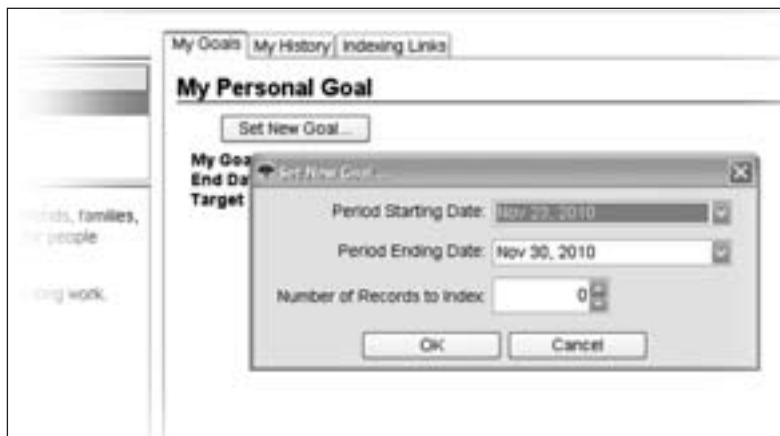 My Goals My History Indexing Links
My Personal Goal
Set New Goal...
My Goa
End Da
Target
Set New Goal...
families,
people
work.
Period Starting Date: Nov 23, 2010
Period Ending Date: Nov 30, 2010
Number of Records to Index: 0
OK Cancel